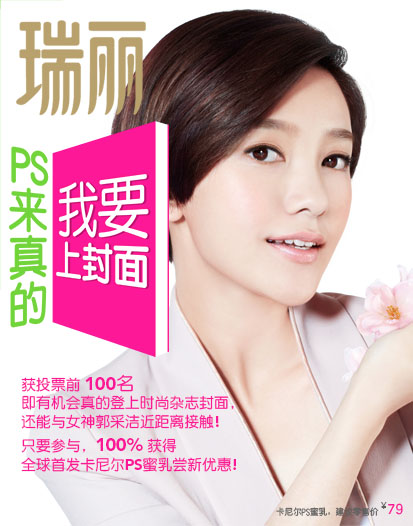 瑞丽
PS
来真的
我要
上封面
获投票前 100名
即有机会真的登上时尚杂志封面，
还能与女神郭采洁近距离接触！
只要参与，100% 获得
全球首发卡尼尔PS蜜乳尝新优惠！
卡尼尔PS蜜乳，建议零售价 ¥79